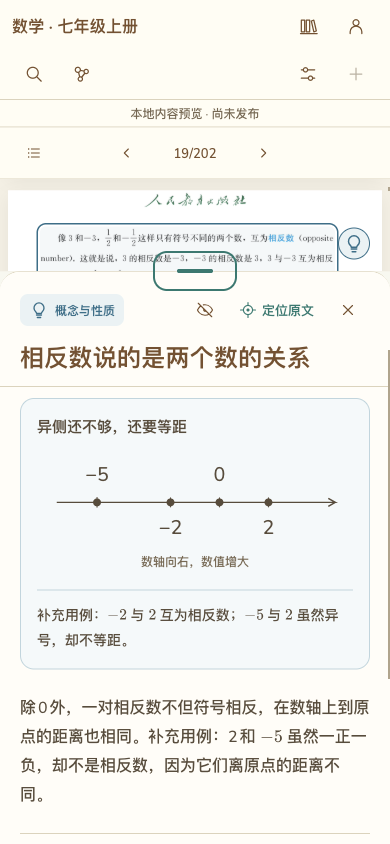 数学 · 七年级上册
本地内容预览 · 尚未发布
19/202
人民教育出版社
像 3 和−3，1/2和−1/2这样只有符号不同的两个数，互为相反数（opposite
number）. 这就是说，3 的相反数是−3，−3 的相反数是 3，3 与−3 互为相反
概念与性质
定位原文
相反数说的是两个数的关系
异侧还不够，还要等距
−5 0
−2 2
数轴向右，数值增大
补充用例：−2 与 2 互为相反数；−5 与 2 虽然异
号，却不等距。
除0外，一对相反数不但符号相反，在数轴上到原
点的距离也相同。补充用例：2和 −5 虽然一正一
负，却不是相反数，因为它们离原点的距离不
同。